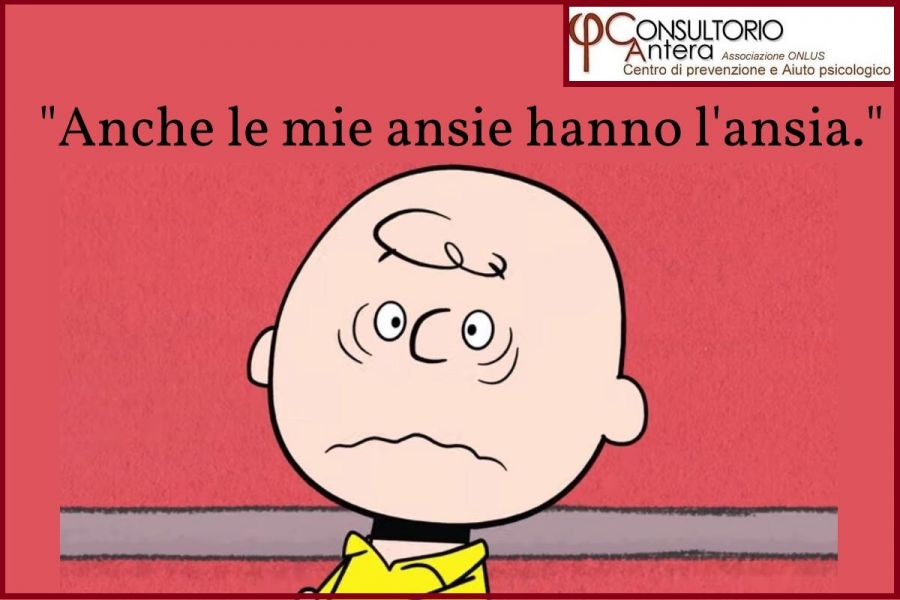 φ CONSULTORIO
Antera Associazione ONLUS
Centro di prevenzione e Aiuto psicologico
"Anche le mie ansie hanno l'ansia."